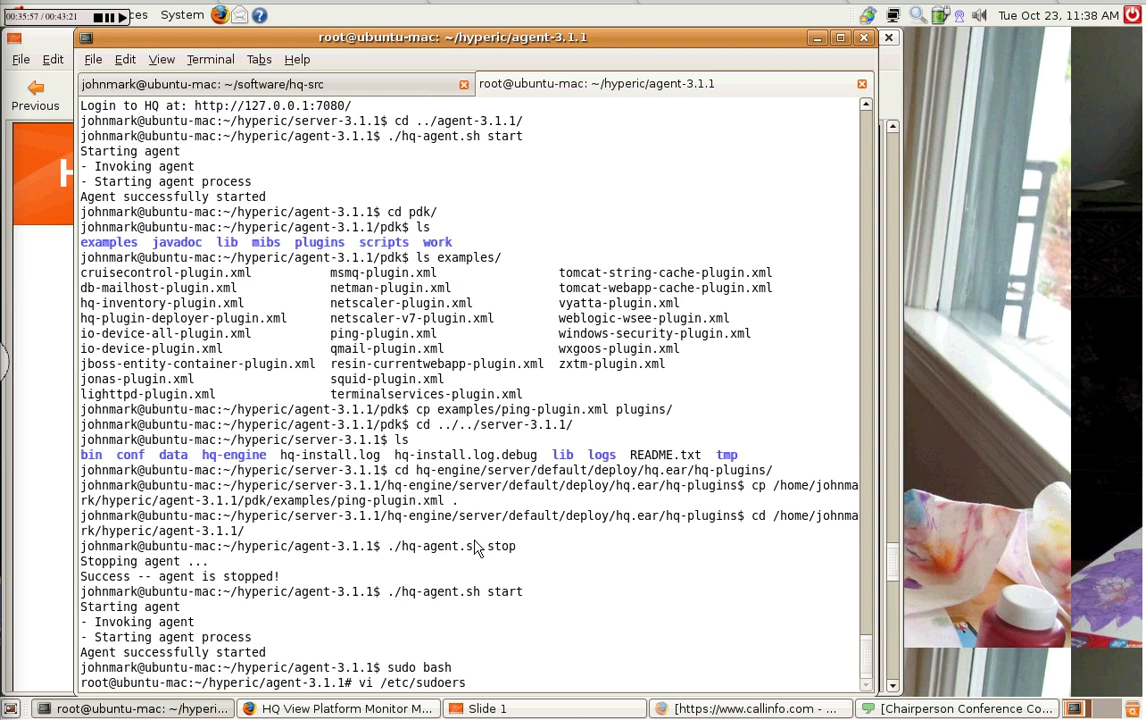 00:35:57 / 00:43:21
ces System
Tue Oct 23, 11:38 AM
root@ubuntu-mac: ~/hyperic/agent-3.1.1
File Edit
File Edit View Terminal Tabs Help
johnmark@ubuntu-mac: ~/software/hq-src
root@ubuntu-mac: ~/hyperic/agent-3.1.1
Previous
H
Login to HQ at: http://127.0.0.1:7080/
johnmark@ubuntu-mac:~/hyperic/server-3.1.1$ cd ../agent-3.1.1/
johnmark@ubuntu-mac:~/hyperic/agent-3.1.1$ ./hq-agent.sh start
Starting agent
- Invoking agent
- Starting agent process
Agent successfully started
johnmark@ubuntu-mac:~/hyperic/agent-3.1.1$ cd pdk/
johnmark@ubuntu-mac:~/hyperic/agent-3.1.1/pdk$ ls
examples javadoc lib mibs plugins scripts work
johnmark@ubuntu-mac:~/hyperic/agent-3.1.1/pdk$ ls examples/
cruisecontrol-plugin.xml msmq-plugin.xml tomcat-string-cache-plugin.xml
db-mailhost-plugin.xml netman-plugin.xml tomcat-webapp-cache-plugin.xml
hq-inventory-plugin.xml netscaler-plugin.xml vyatta-plugin.xml
hq-plugin-deployer-plugin.xml netscaler-v7-plugin.xml weblogic-wsee-plugin.xml
io-device-all-plugin.xml ping-plugin.xml windows-security-plugin.xml
io-device-plugin.xml qmail-plugin.xml wxgoos-plugin.xml
jboss-entity-container-plugin.xml resin-currentwebapp-plugin.xml zxtm-plugin.xml
jonas-plugin.xml squid-plugin.xml
lighttpd-plugin.xml terminalservices-plugin.xml
johnmark@ubuntu-mac:~/hyperic/agent-3.1.1/pdk$ cp examples/ping-plugin.xml plugins/
johnmark@ubuntu-mac:~/hyperic/agent-3.1.1/pdk$ cd ../../server-3.1.1/
johnmark@ubuntu-mac:~/hyperic/server-3.1.1$ ls
bin conf data hq-engine hq-install.log hq-install.log.debug lib logs README.txt tmp
johnmark@ubuntu-mac:~/hyperic/server-3.1.1$ cd hq-engine/server/default/deploy/hq.ear/hq-plugins/
johnmark@ubuntu-mac:~/hyperic/server-3.1.1/hq-engine/server/default/deploy/hq.ear/hq-plugins$ cp /home/johnma
rk/hyperic/agent-3.1.1/pdk/examples/ping-plugin.xml .
johnmark@ubuntu-mac:~/hyperic/server-3.1.1/hq-engine/server/default/deploy/hq.ear/hq-plugins$ cd /home/johnma
rk/hyperic/agent-3.1.1/
johnmark@ubuntu-mac:~/hyperic/agent-3.1.1$ ./hq-agent.sh stop
Stopping agent ...
Success -- agent is stopped!
johnmark@ubuntu-mac:~/hyperic/agent-3.1.1$ ./hq-agent.sh start
Starting agent
- Invoking agent
- Starting agent process
Agent successfully started
johnmark@ubuntu-mac:~/hyperic/agent-3.1.1$ sudo bash
root@ubuntu-mac:~/hyperic/agent-3.1.1# vi /etc/sudoers
root@ubuntu-mac: ~/hyperi... HQ View Platform Monitor M... Slide 1 [https://www.callinfo.com - ... [Chairperson Conference Co...